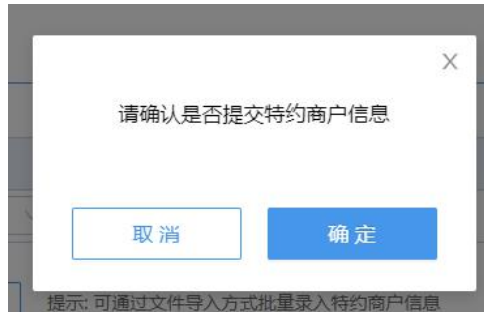 X
请确认是否提交特约商户信息
取消
确定
提示: 可通过文件导入方式批量录入特约商户信息